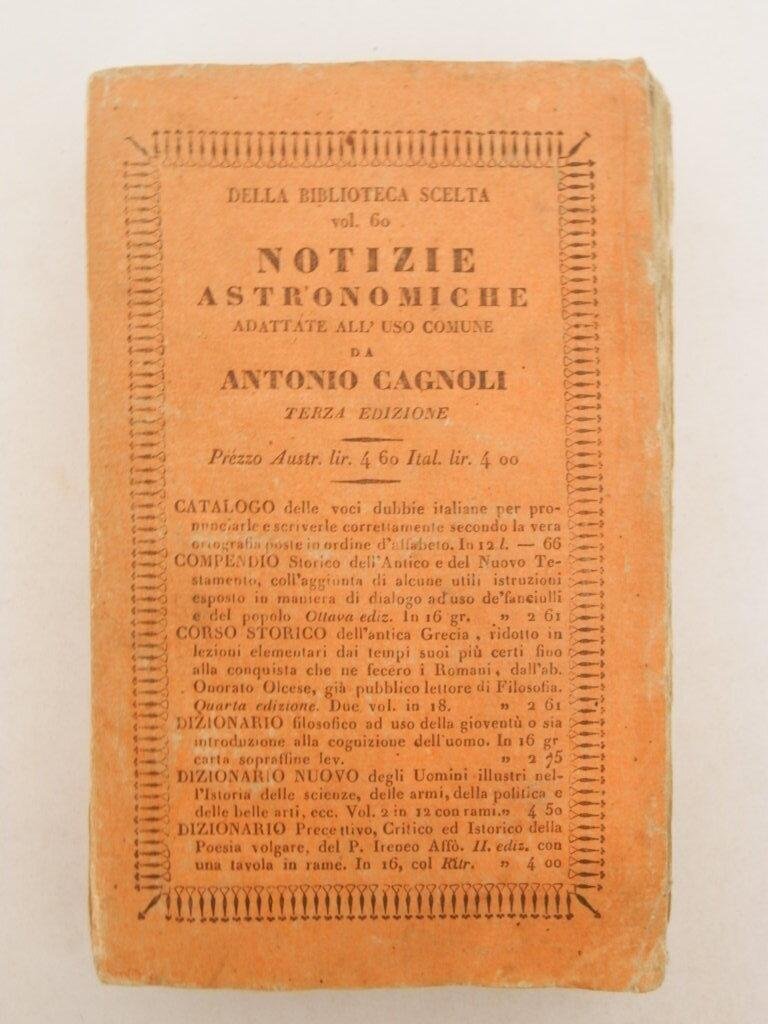 DELLA BIBLIOTECA SCELTA
vol. 60
NOTIZIE
ASTRONOMICHE
ADATTATE ALL' USO COMUNE
DA
ANTONIO CAGNOLI
TERZA EDIZIONE
Prezzo Austr. lir. 4 60 Ital. lir. 4 00
CATALOGO delle voci dubbie italiane per pro-
nunciarle e scriverle correttamente secondo la vera
ortografia poste in ordine d'alfabeto. In 12 l. — 66
COMPENDIO Storico dell'Antico e del Nuovo Te-
stamento, coll'aggiunta di alcune utili istruzioni
esposto in maniera di dialogo ad uso de'fanciulli
e del popolo Ottava ediz. In 16 gr. » 2 61
CORSO STORICO dell'antica Grecia, ridotto in
lezioni elementari dai tempi suoi più certi fino
alla conquista che ne fecero i Romani, dall'ab.
Onorato Olcese, già pubblico lettore di Filosofia.
Quarta edizione. Due vol. in 18. » 2 61
DIZIONARIO filosofico ad uso della gioventù o sia
introduzione alla cognizione dell'uomo. In 16 gr
carta sopraffine lev. » 2 75
DIZIONARIO NUOVO degli Uomini illustri nel-
l'Istoria delle scienze, delle armi, della politica e
delle belle arti, ecc. Vol. 2 in 12 con rami.» 4 50
DIZIONARIO Precettivo, Critico ed Istorico della
Poesia volgare, del P. Ireneo Affò. II. ediz. con
una tavola in rame. In 16, col Ritr. » 4 00